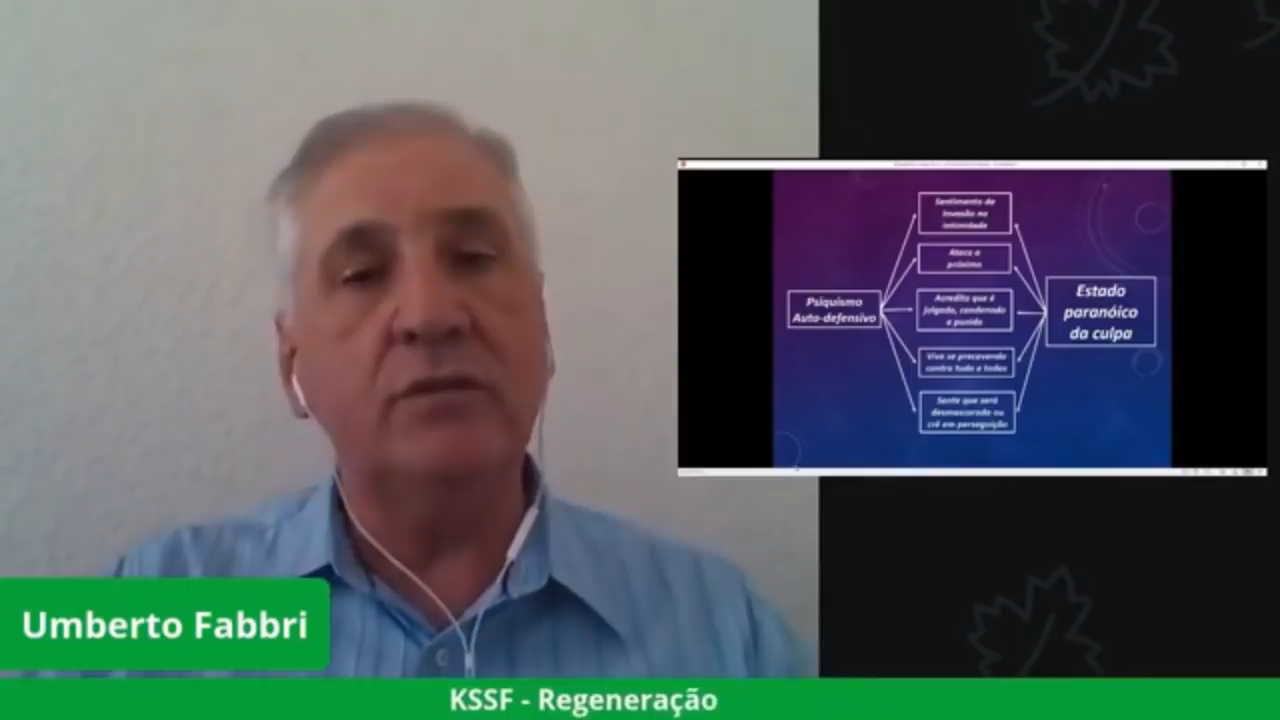 Sentimento de
invasão na
intimidade
Ataca o
próximo
Psiquismo
Auto-defensivo
Acredita que é
julgado, condenado
e punido
Estado
paranóico
da culpa
Vive se precavendo
contra tudo e todos
Sente que será
desmascarado ou
crê em perseguição
Umberto Fabbri
KSSF - Regeneração